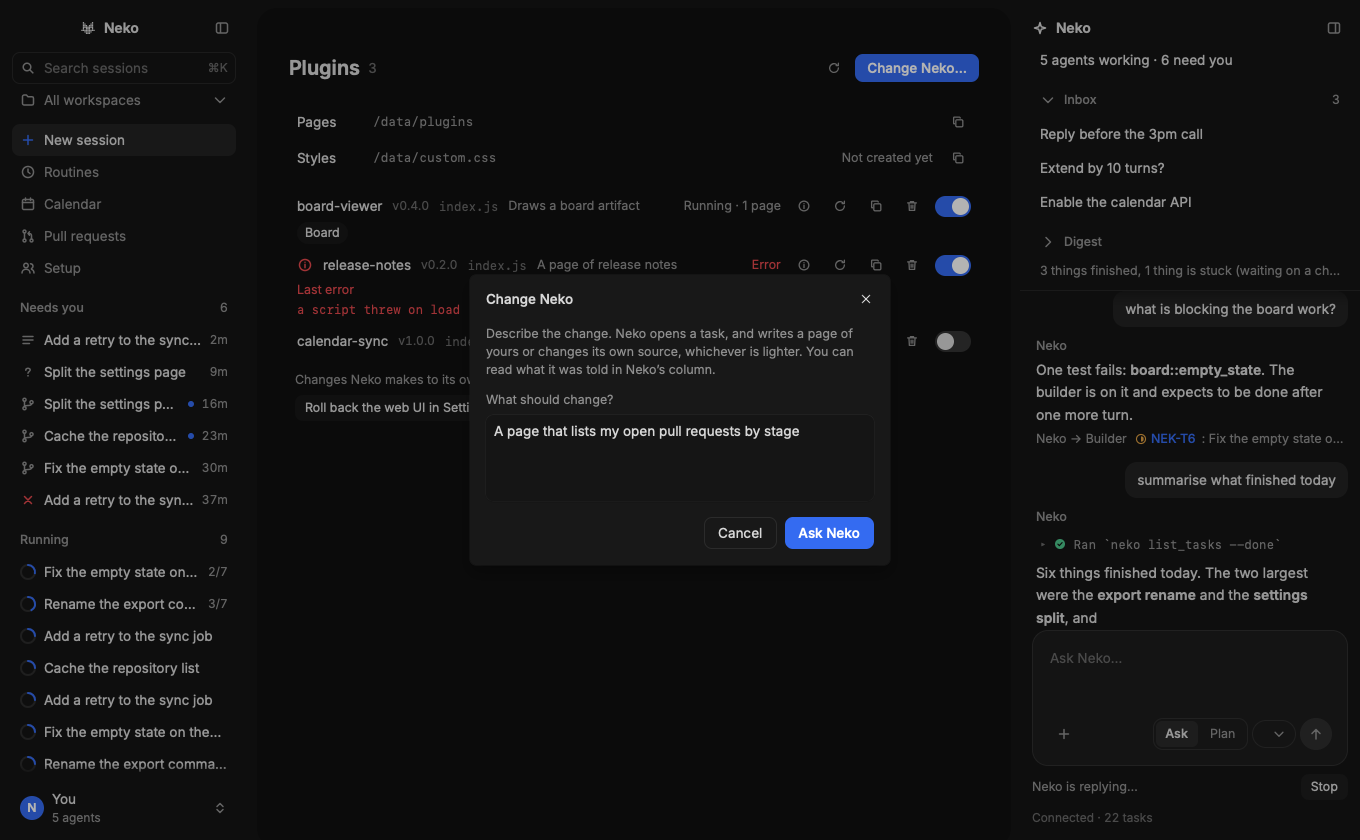 Neko
Search sessions ⌘K
All workspaces
New session
Routines
Calendar
Pull requests
Setup
Needs you 6
Add a retry to the sync... 2m
Split the settings page 9m
Split the settings p... 16m
Cache the reposito... 23m
Fix the empty state o... 30m
Add a retry to the syn... 37m
Running 9
Fix the empty state on... 2/7
Rename the export co... 3/7
Add a retry to the sync job
Cache the repository list
Add a retry to the sync job
Fix the empty state on the...
Rename the export comma...
N
You
5 agents
Plugins 3
Change Neko...
Pages /data/plugins
Styles /data/custom.css Not created yet
board-viewer v0.4.0 index.js Draws a board artifact Running · 1 page
Board
release-notes v0.2.0 index.js A page of release notes Error
Last error
a script threw on load
calendar-sync v1.0.0
Changes Neko makes to its
Roll back the web UI in
Change Neko
Describe the change. Neko opens a task, and writes a page of
yours or changes its own source, whichever is lighter. You can
read what it was told in Neko's column.
What should change?
A page that lists my open pull requests by stage
Cancel Ask Neko
Neko
5 agents working · 6 need you
Inbox 3
Reply before the 3pm call
Extend by 10 turns?
Enable the calendar API
Digest
3 things finished, 1 thing is stuck (waiting on a ch...
what is blocking the board work?
Neko
One test fails: board::empty_state. The
builder is on it and expects to be done after
one more turn.
Neko → Builder NEK-T6 : Fix the empty state o...
summarise what finished today
Neko
Ran `neko list_tasks --done`
Six things finished today. The two largest
were the export rename and the settings
split, and
Ask Neko...
Ask Plan
Neko is replying... Stop
Connected · 22 tasks